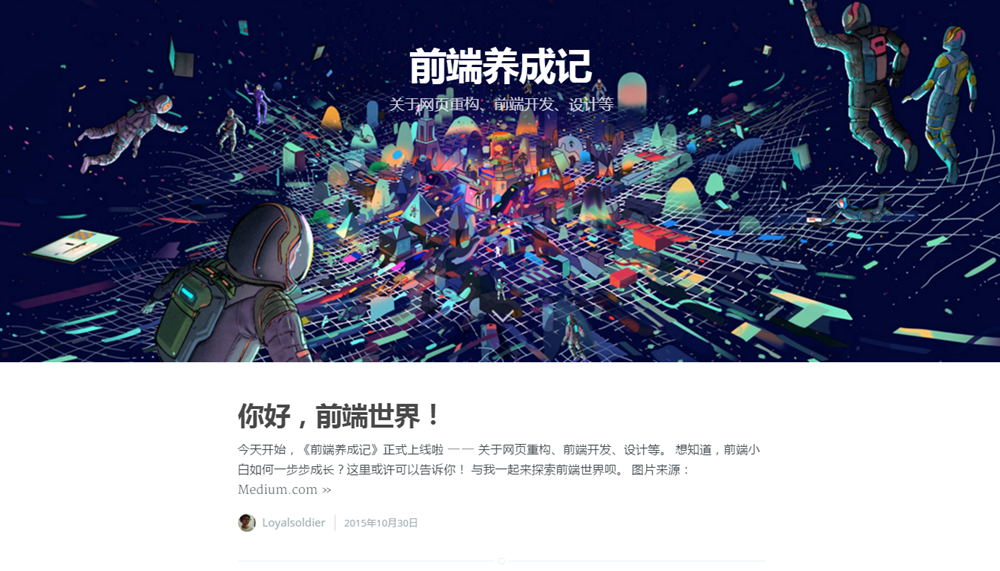 前端养成记
关于网页重构、前端开发、设计等
你好，前端世界！
今天开始，《前端养成记》正式上线啦 —— 关于网页重构、前端开发、设计等。 想知道，前端小
白如何一步步成长？这里或许可以告诉你！ 与我一起来探索前端世界呗。 图片来源：
Medium.com »
Loyalsoldier
2015年10月30日